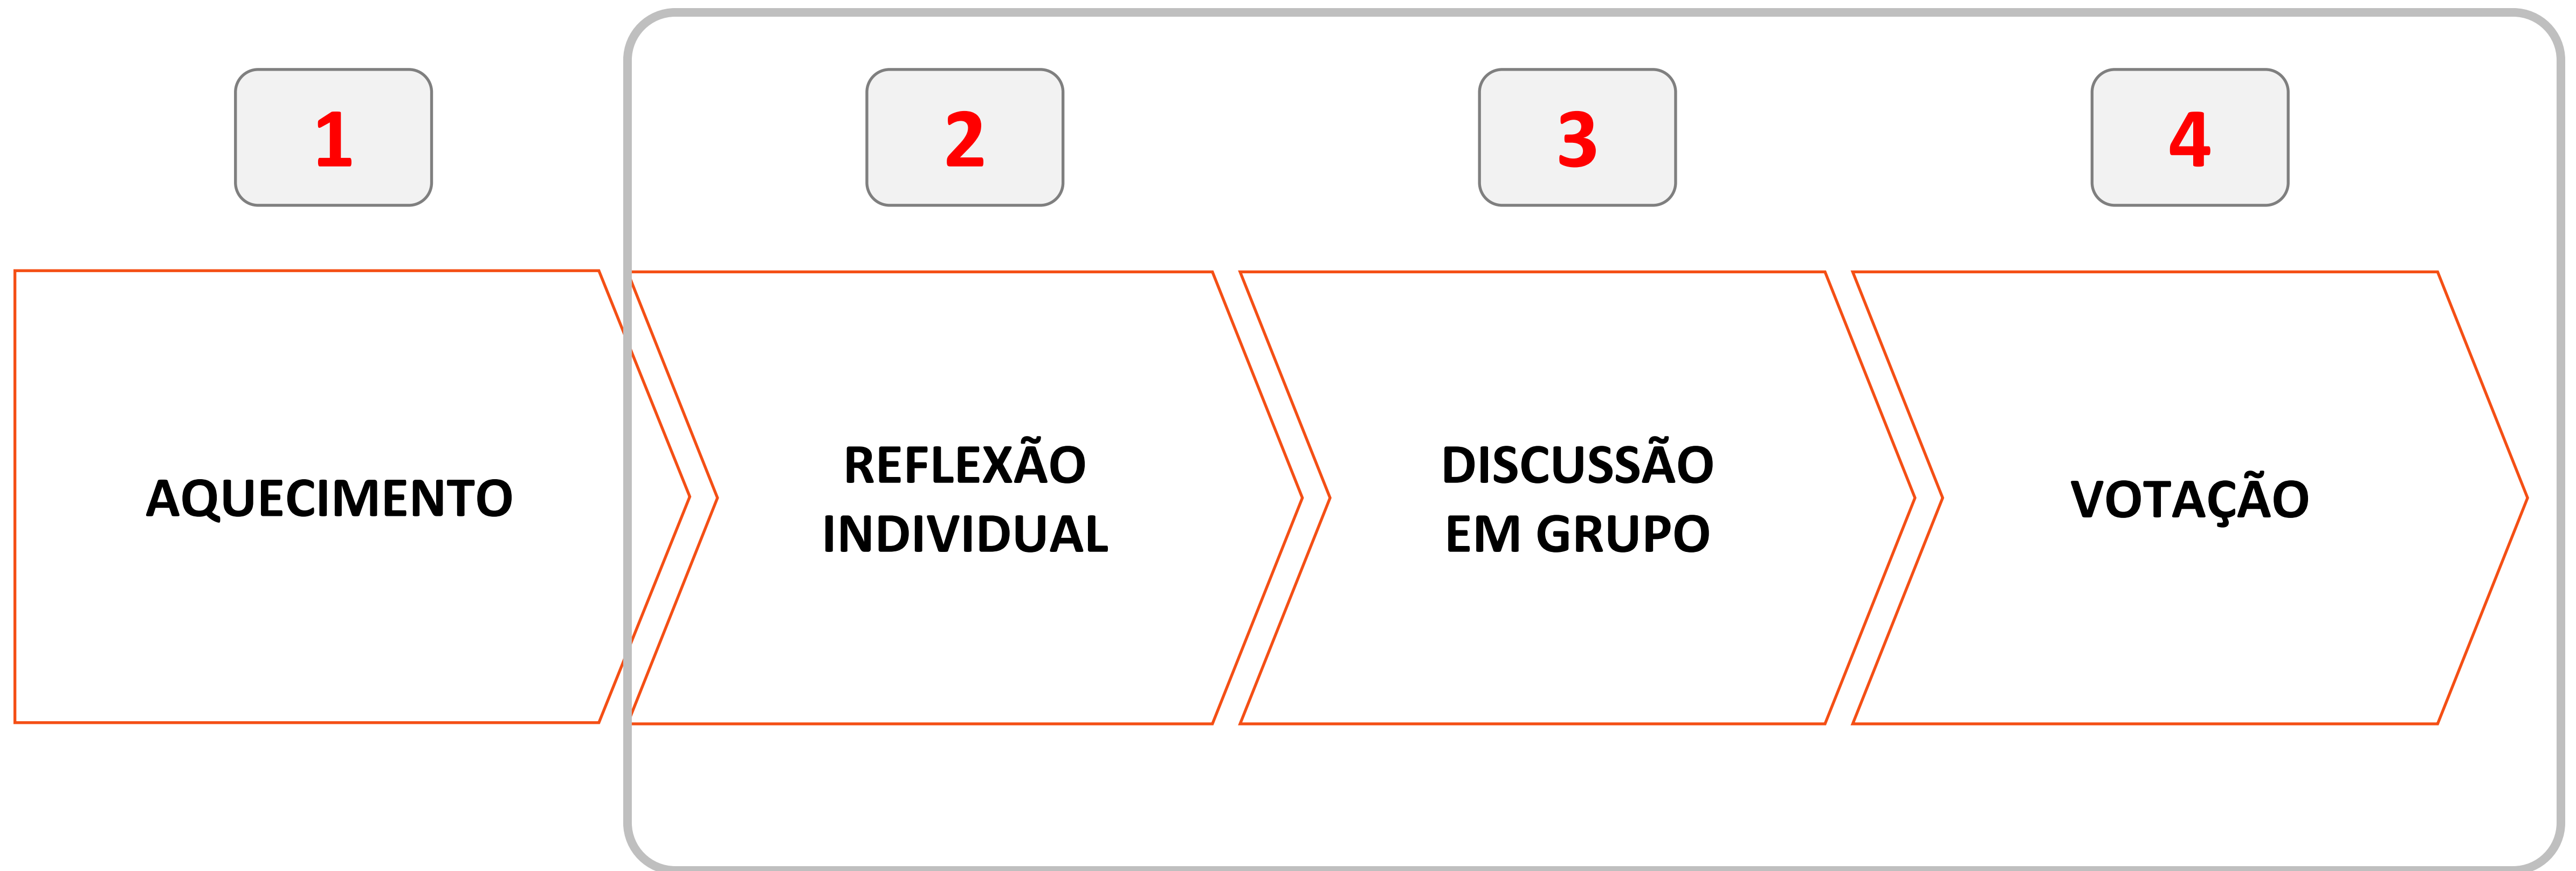 1
2
3
4
AQUECIMENTO
REFLEXÃO
INDIVIDUAL
DISCUSSÃO
EM GRUPO
VOTAÇÃO